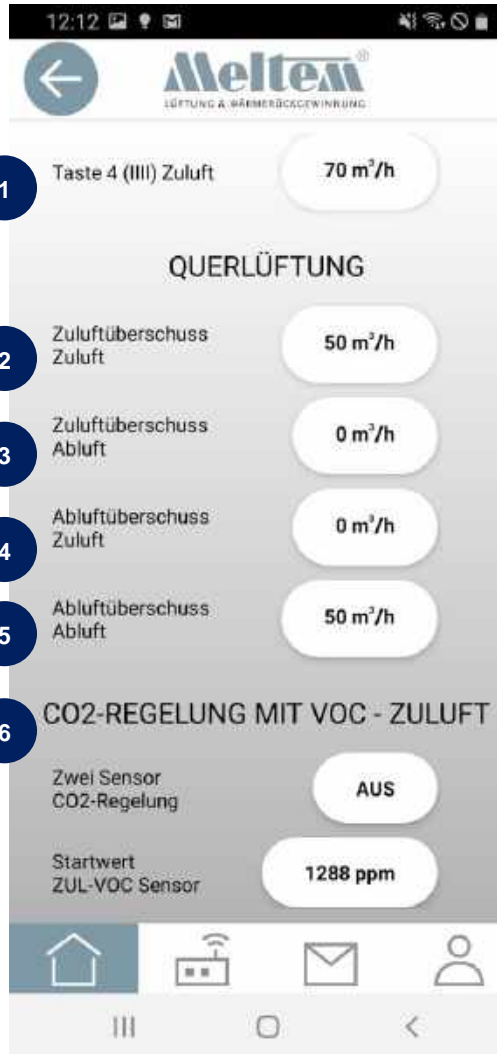 12:12
Meltem®
LÜFTUNG & WÄRMERÜCKGEWINNUNG
1
Taste 4 (IIII) Zuluft 70 m³/h
QUERLÜFTUNG
2
Zuluftüberschuss
Zuluft
50 m³/h
3
Zuluftüberschuss
Abluft
0 m³/h
4
Abluftüberschuss
Zuluft
0 m³/h
5
Abluftüberschuss
Abluft
50 m³/h
6
CO2-REGELUNG MIT VOC - ZULUFT
Zwei Sensor
CO2-Regelung
AUS
Startwert
ZUL-VOC Sensor
1288 ppm